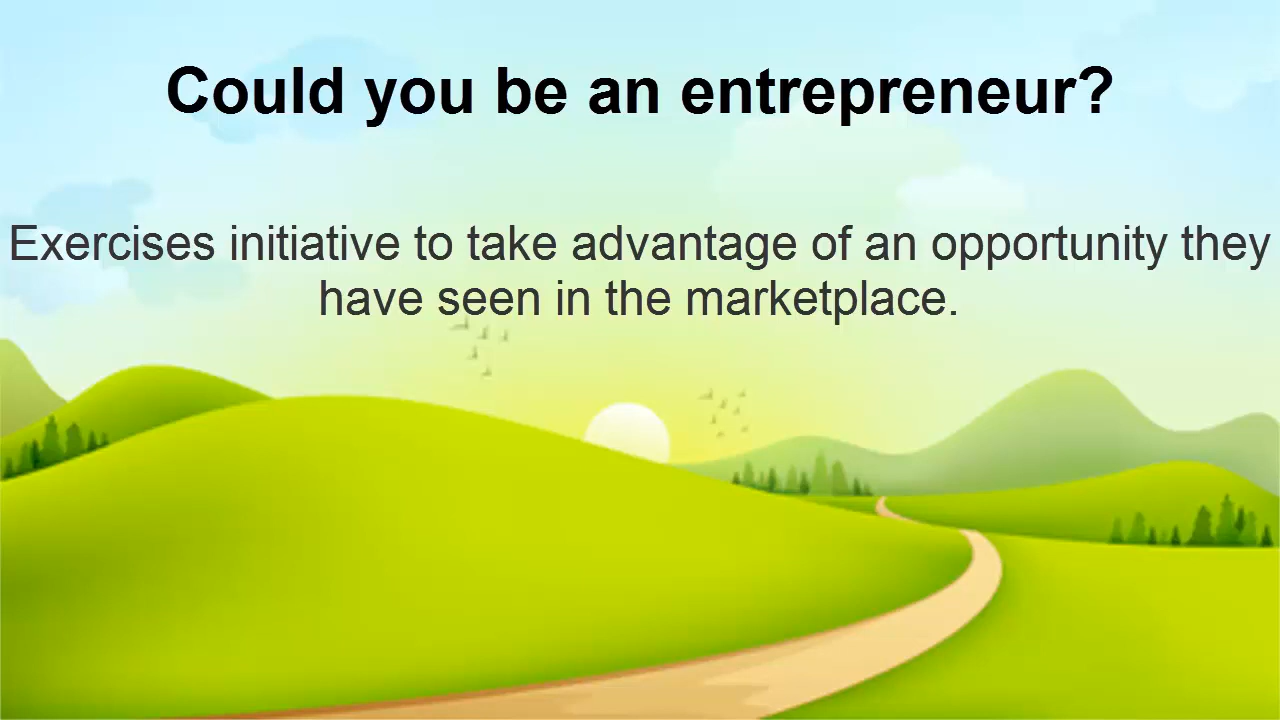 Could you be an entrepreneur?
Exercises initiative to take advantage of an opportunity they
have seen in the marketplace.